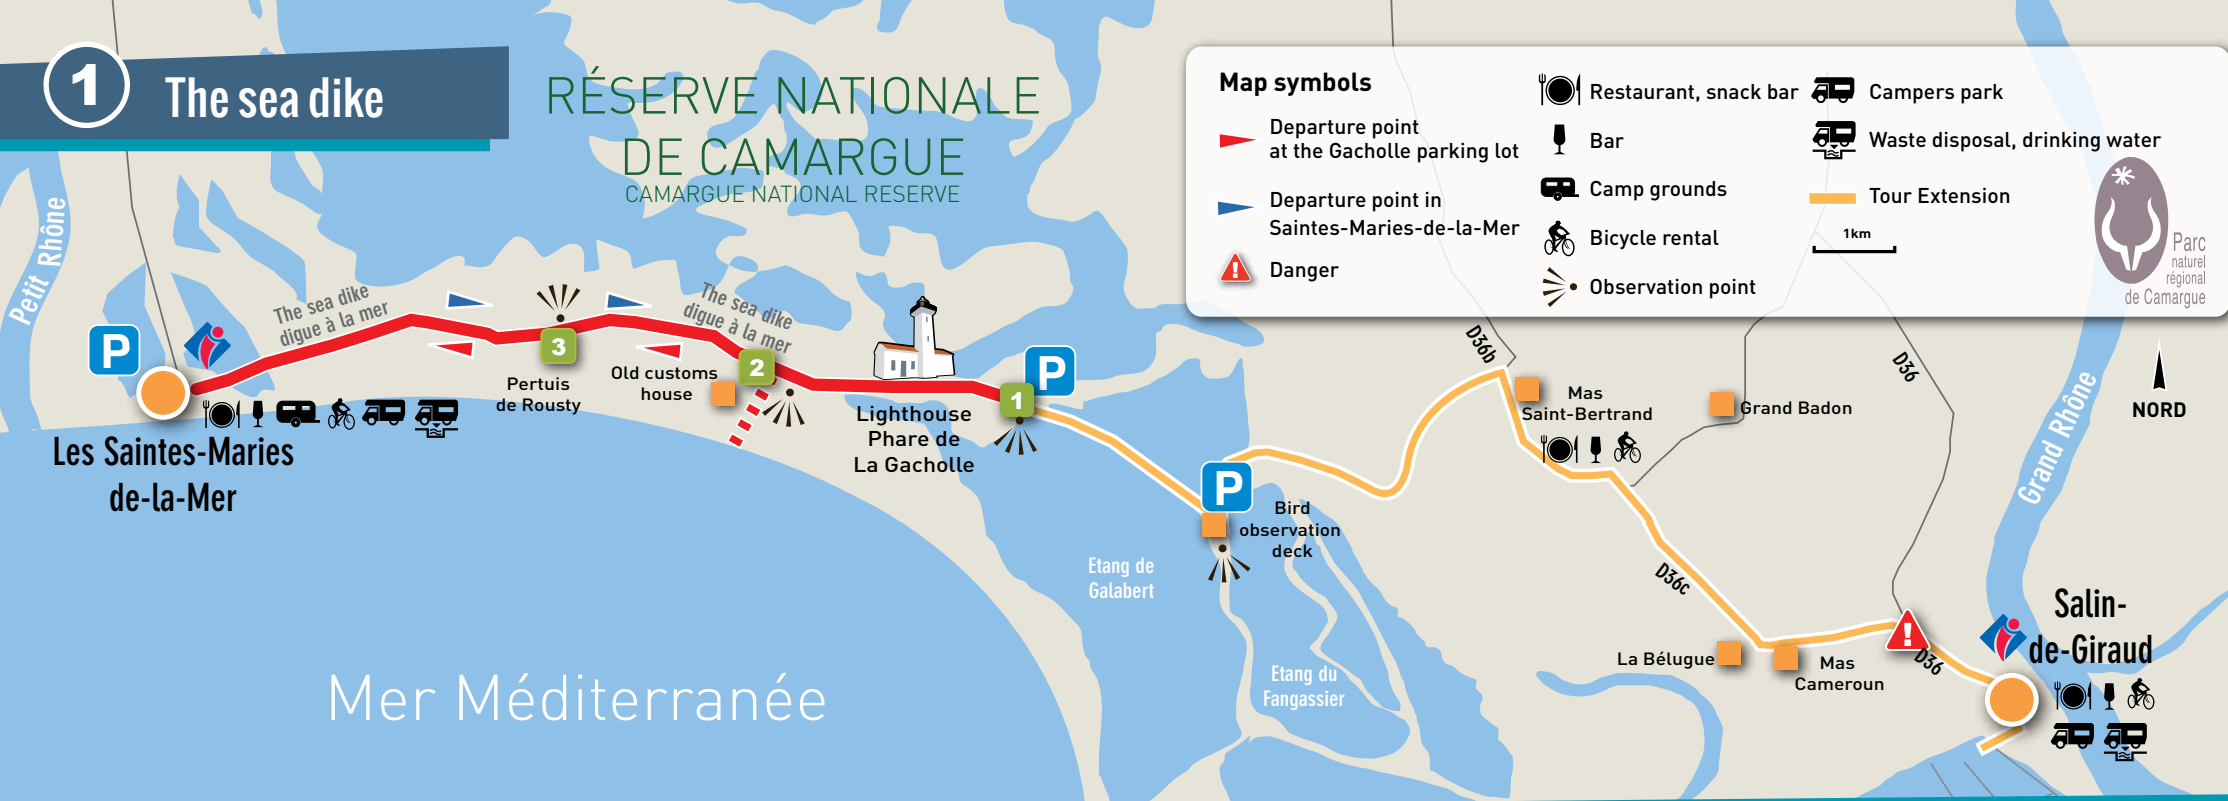 1
The sea dike
RÉSERVE NATIONALE
DE CAMARGUE
CAMARGUE NATIONAL RESERVE
Map symbols
Departure point
at the Gacholle parking lot
Departure point in
Saintes-Maries-de-la-Mer
Danger
Restaurant, snack bar
Bar
Camp grounds
Bicycle rental
Observation point
Campers park
Waste disposal, drinking water
Tour Extension
1km
Parc
naturel
régional
de Camargue
Petit Rhône
P
The sea dike
digue à la mer
3
Pertuis
de Rousty
The sea dike
digue à la mer
Old customs
house
2
Lighthouse
Phare de
La Gacholle
P
1
Les Saintes-Maries
de-la-Mer
Mer Méditerranée
P
Bird
observation
deck
Etang de
Galabert
Etang du
Fangassier
D36b
Mas
Saint-Bertrand
Grand Badon
D36
Grand Rhône
NORD
D36c
La Bélugue
Mas
Cameroun
!
D36
Salin-
de-Giraud